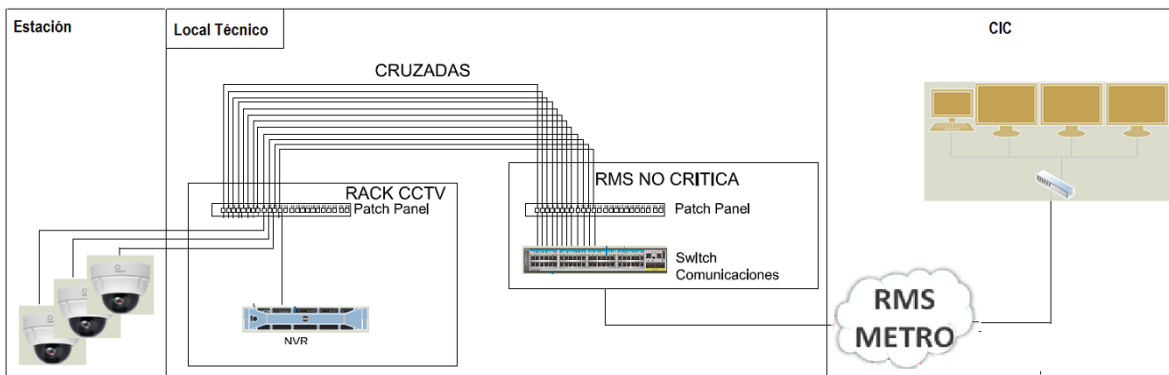 Estación
Local Técnico
CIC
CRUZADAS
RACK CCTV
Patch Panel
RMS NO CRITICA
Patch Panel
Switch
Comunicaciones
NVR
RMS
METRO